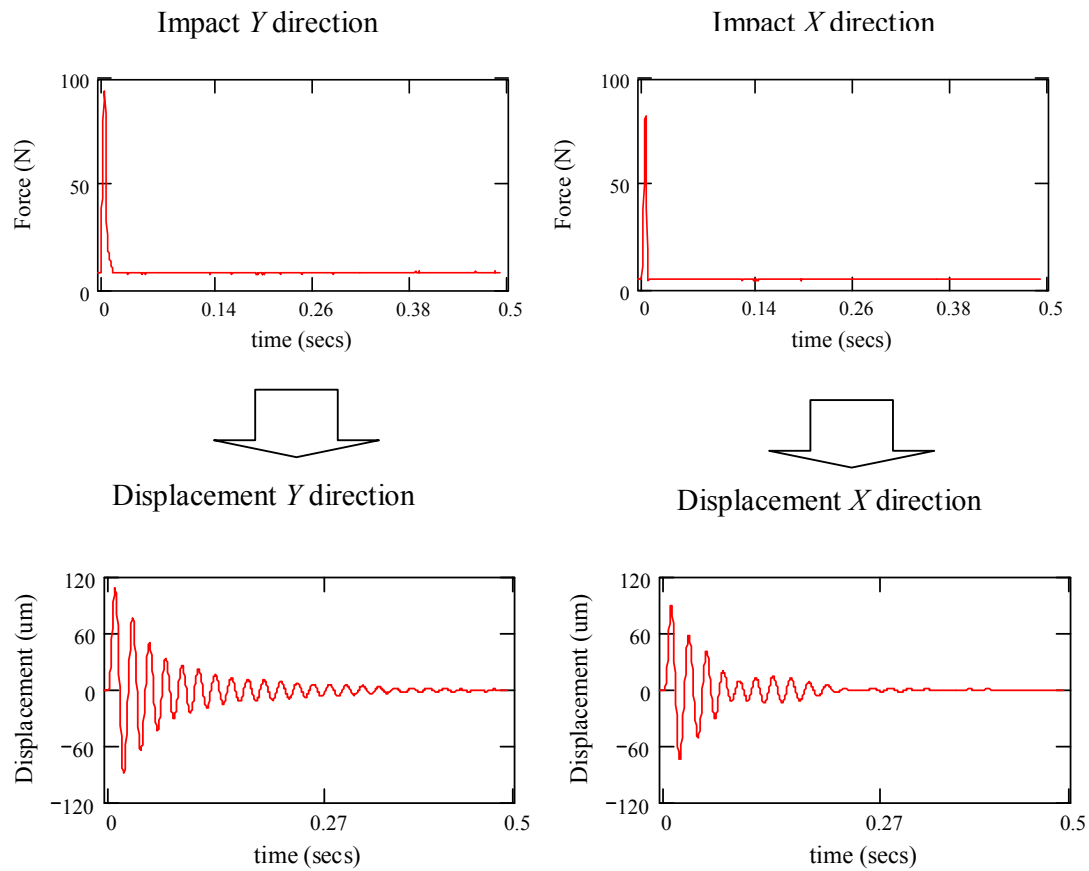 Impact Y direction
Impact X direction
100
50
0
Force (N)
0 0.14 0.26 0.38 0.5
time (secs)
100
50
0
Force (N)
0 0.14 0.26 0.38 0.5
time (secs)
Displacement Y direction
Displacement X direction
120
60
0
−60
−120
Displacement (um)
0 0.27 0.5
time (secs)
120
60
0
−60
−120
Displacement (um)
0 0.27 0.5
time (secs)